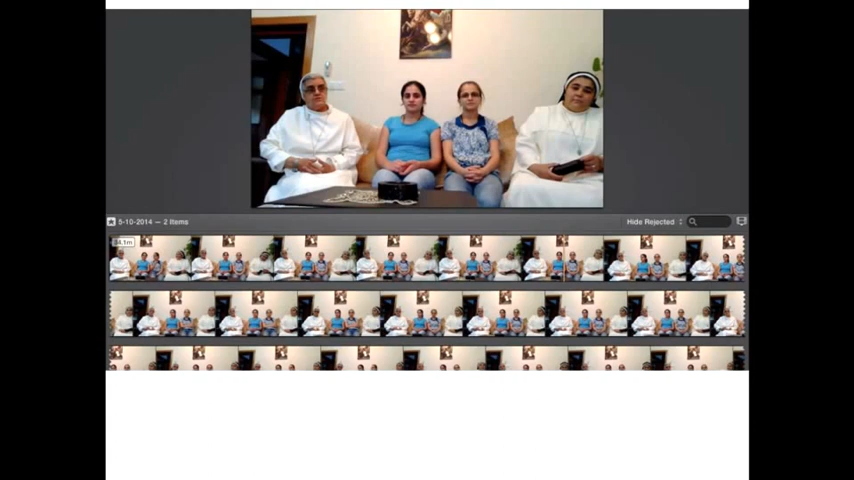 5-10-2014 — 2 Items
Hide Rejected
34.1m